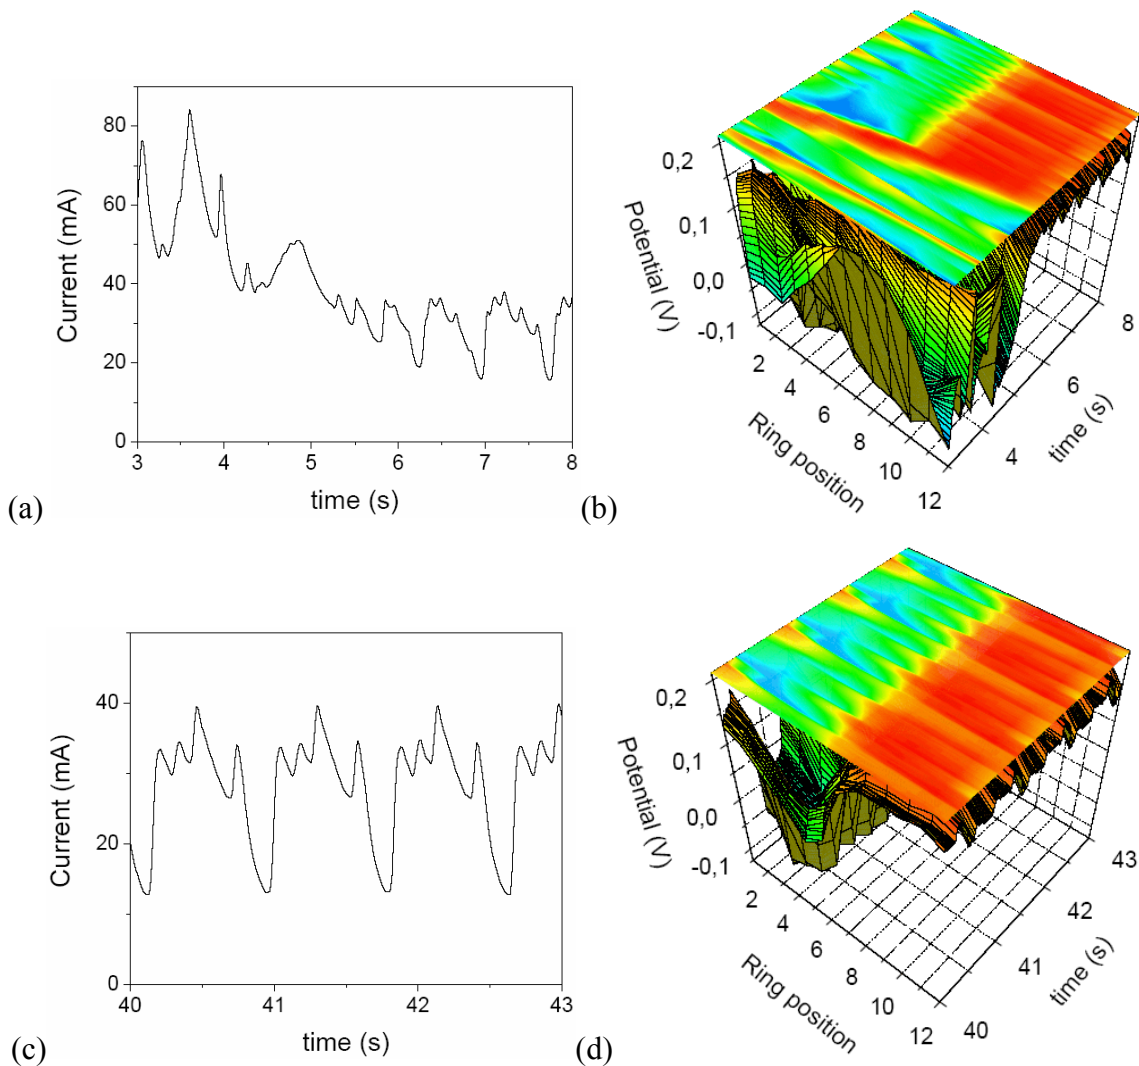 80
60
40
20
0
3 4 5 6 7 8
Current (mA)
time (s)
(a)
0,2
0,1
0,0
-0,1
Potential (V)
2 4 6 8 10 12
Ring position
4 6 8
time (s)
(b)
40
20
0
40 41 42 43
Current (mA)
time (s)
(c)
0,2
0,1
0,0
-0,1
Potential (V)
2 4 6 8 10 12
Ring position
40 41 42 43
time (s)
(d)